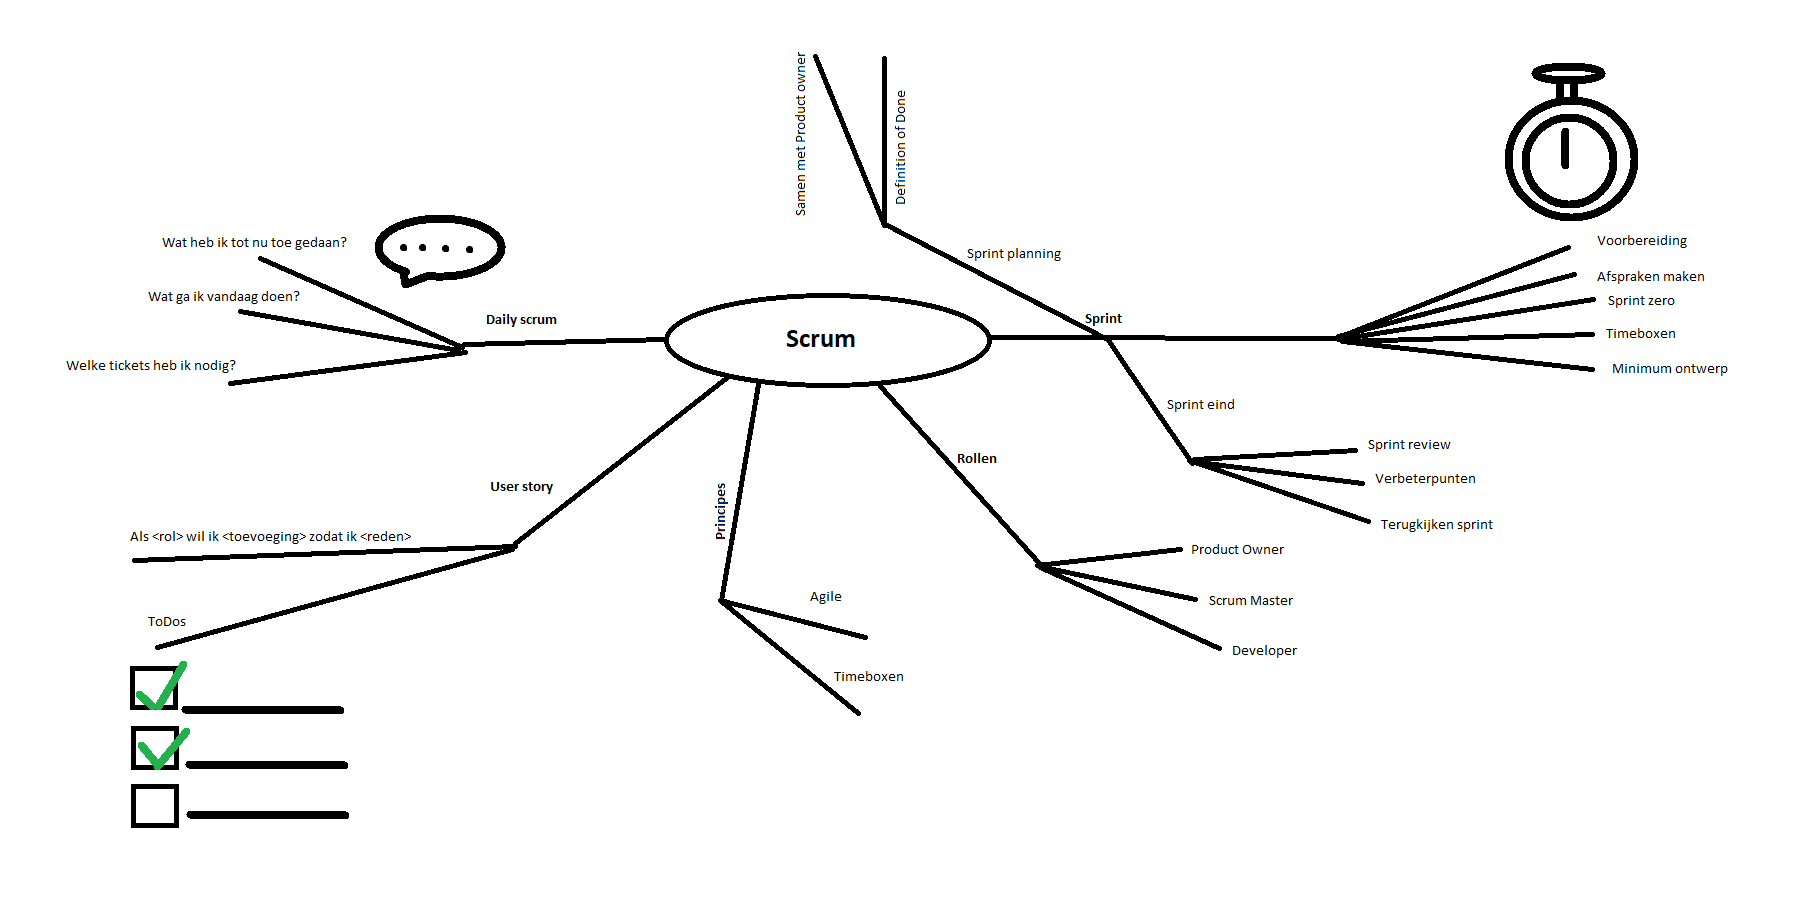 Samen met Product owner
Definition of Done
Sprint planning
Wat heb ik tot nu toe gedaan?
Wat ga ik vandaag doen?
Welke tickets heb ik nodig?
Daily scrum
Scrum
Sprint
Voorbereiding
Afspraken maken
Sprint zero
Timeboxen
Minimum ontwerp
Sprint eind
Sprint review
Verbeterpunten
Terugkijken sprint
Rollen
Product Owner
Scrum Master
Developer
Principes
Agile
Timeboxen
User story
Als <rol> wil ik <toevoeging> zodat ik <reden>
ToDos